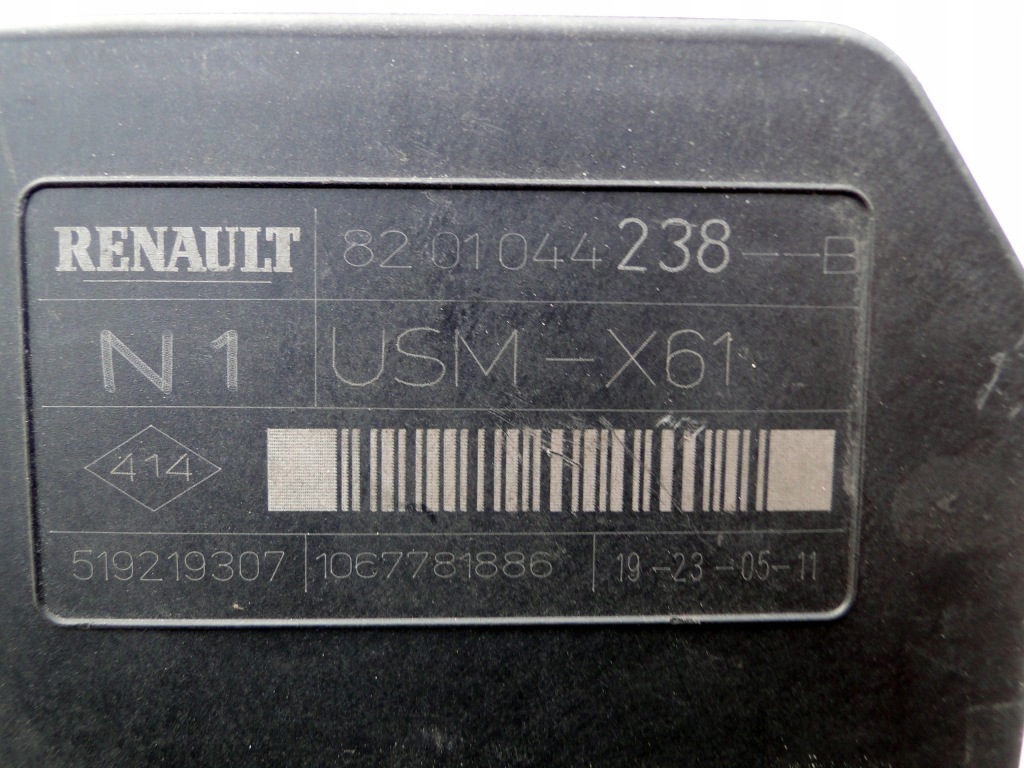 RENAULT 8201044238--B
N1 USM-X61
414
519219307 1067781886 19-23-05-11